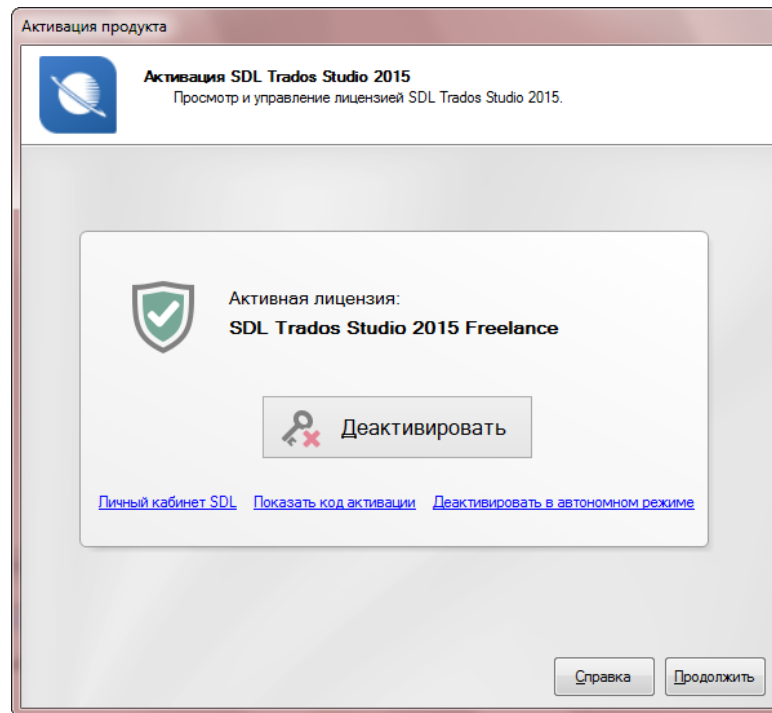 Активация продукта
Активация SDL Trados Studio 2015
Просмотр и управление лицензией SDL Trados Studio 2015.
Активная лицензия:
SDL Trados Studio 2015 Freelance
Деактивировать
Личный кабинет SDL Показать код активации Деактивировать в автономном режиме
Справка Продолжить